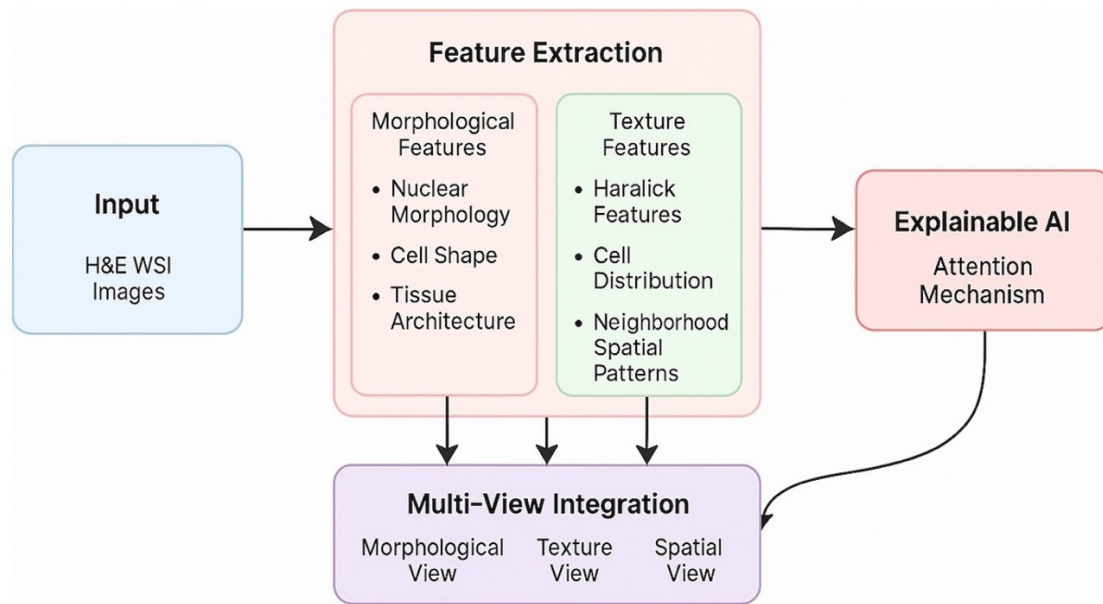 Feature Extraction
Morphological
Features
• Nuclear
Morphology
• Cell Shape
• Tissue
Architecture
Texture
Features
• Haralick
Features
• Cell
Distribution
• Neighborhood
Spatial
Patterns
Input
H&E WSI
Images
Explainable AI
Attention
Mechanism
Multi-View Integration
Morphological
View
Texture
View
Spatial
View